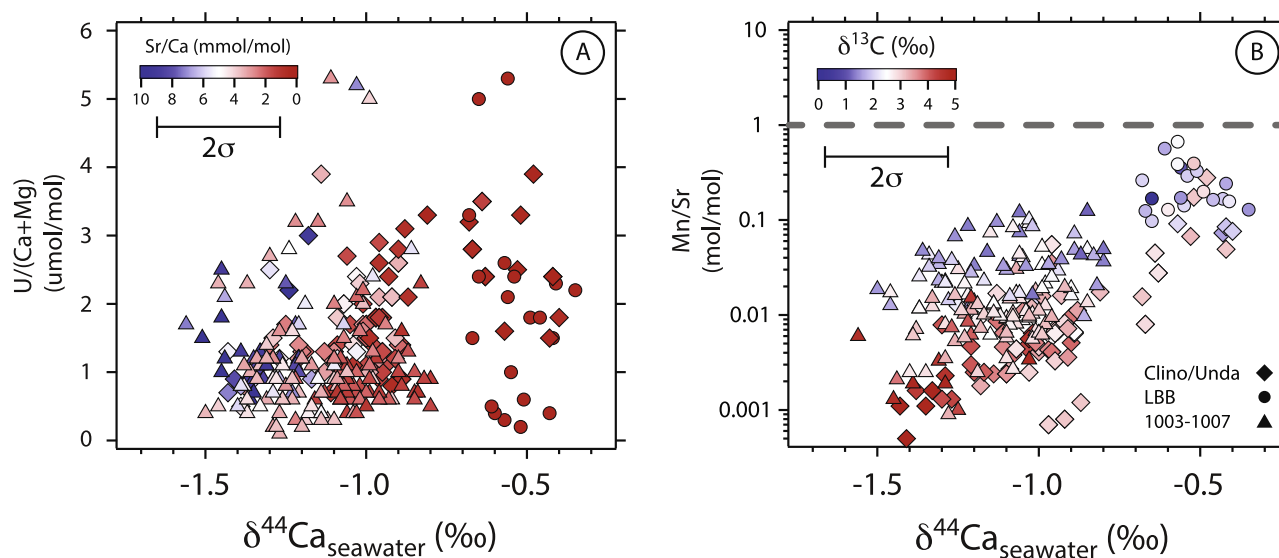 6
5
4
3
2
1
0
U/(Ca+Mg)
(umol/mol)
Sr/Ca (mmol/mol)
10 8 6 4 2 0
2σ
A
-1.5 -1.0 -0.5
δ⁴⁴Ca_seawater (‰)
10
1
0.1
0.01
0.001
Mn/Sr
(mol/mol)
δ¹³C (‰)
0 1 2 3 4 5
2σ
B
Clino/Unda
LBB
1003-1007
-1.5 -1.0 -0.5
δ⁴⁴Ca_seawater (‰)